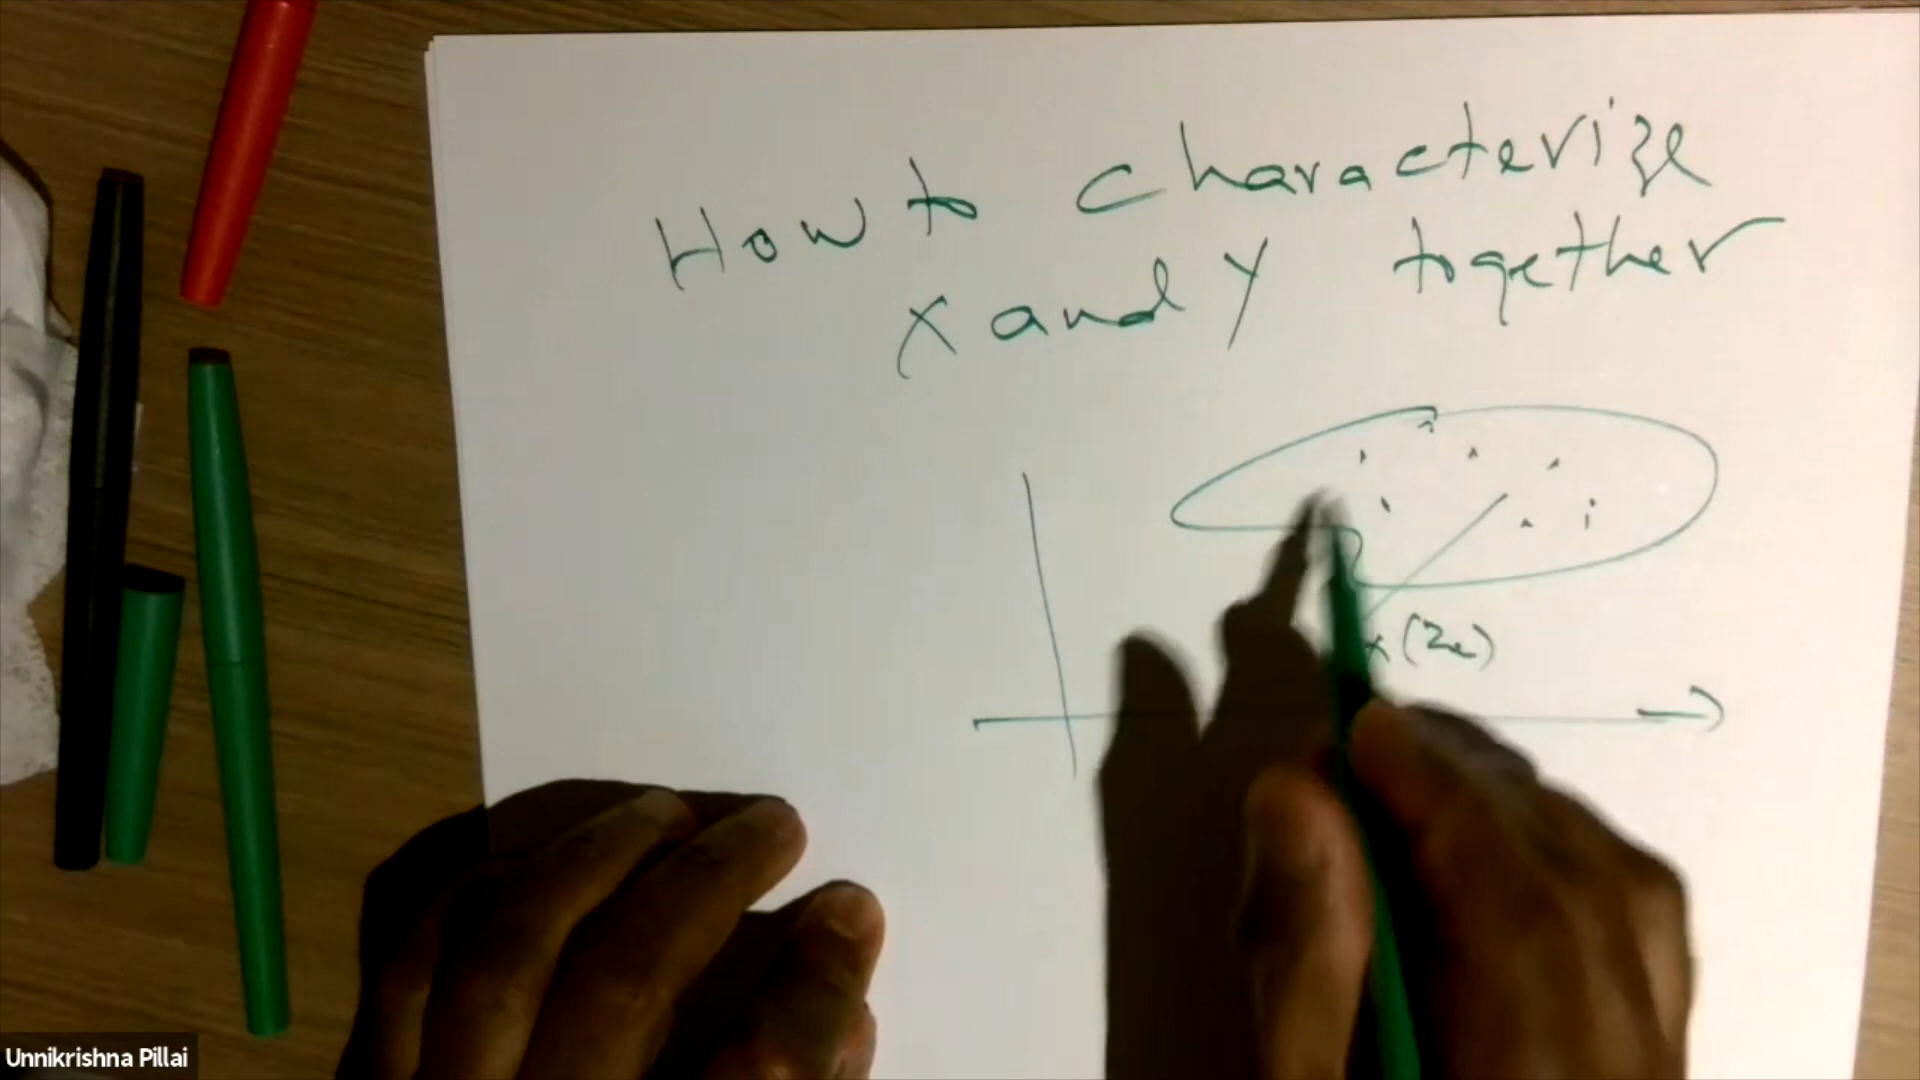 How to characterize
x and y together
Unnikrishna Pillai